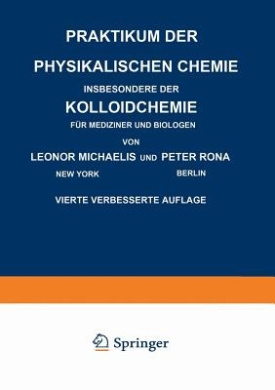 PRAKTIKUM DER
PHYSIKALISCHEN CHEMIE
INSBESONDERE DER
KOLLOIDCHEMIE
FÜR MEDIZINER UND BIOLOGEN
VON
LEONOR MICHAELIS UND PETER RONA
NEW YORK BERLIN
VIERTE VERBESSERTE AUFLAGE
Springer